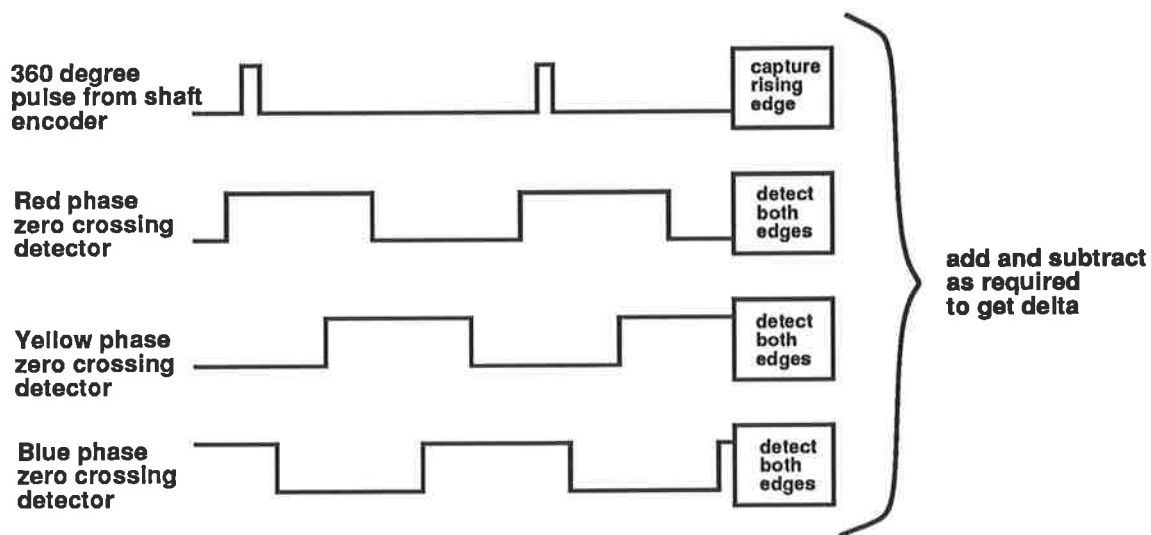 360 degree
pulse from shaft
encoder
capture
rising
edge
Red phase
zero crossing
detector
detect
both
edges
add and subtract
as required
to get delta
Yellow phase
zero crossing
detector
detect
both
edges
Blue phase
zero crossing
detector
detect
both
edges